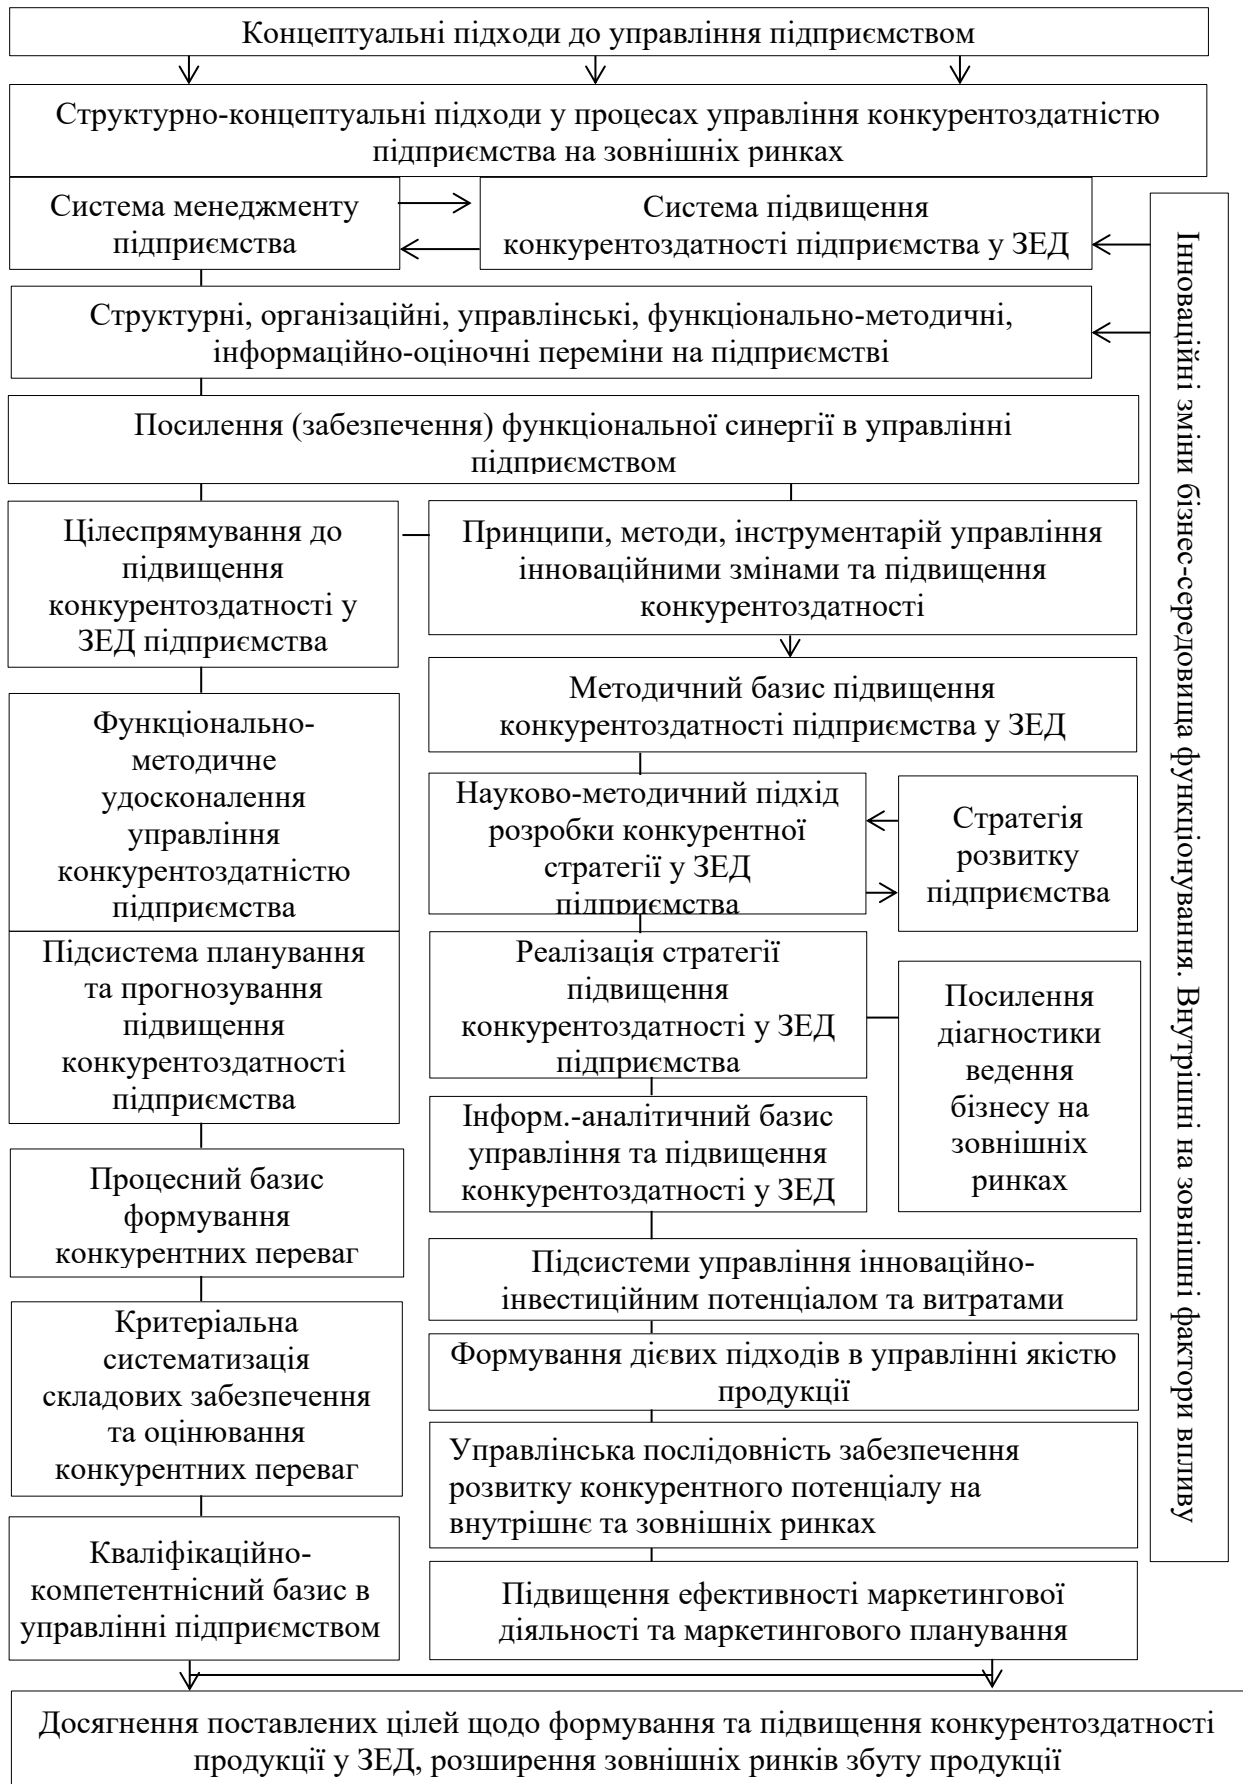 Концептуальні підходи до управління підприємством
Структурно-концептуальні підходи у процесах управління конкурентоздатністю
підприємства на зовнішніх ринках
Система менеджменту
підприємства
Система підвищення
конкурентоздатності підприємства у ЗЕД
Структурні, організаційні, управлінські, функціонально-методичні,
інформаційно-оціночні переміни на підприємстві
Посилення (забезпечення) функціональної синергії в управлінні
підприємством
Цілеспрямування до
підвищення
конкурентоздатності у
ЗЕД підприємства
Принципи, методи, інструментарій управління
інноваційними змінами та підвищення
конкурентоздатності
Методичний базис підвищення
конкурентоздатності підприємства у ЗЕД
Функціонально-
методичне
удосконалення
управління
конкурентоздатністю
підприємства
Науково-методичний підхід
розробки конкурентної
стратегії у ЗЕД
підприємства
Стратегія
розвитку
підприємства
Підсистема планування
та прогнозування
підвищення
конкурентоздатності
підприємства
Реалізація стратегії
підвищення
конкурентоздатності у ЗЕД
підприємства
Посилення
діагностики
ведення
бізнесу на
зовнішніх
ринках
Інформ.-аналітичний базис
управління та підвищення
конкурентоздатності у ЗЕД
Процесний базис
формування
конкурентних переваг
Підсистеми управління інноваційно-
інвестиційним потенціалом та витратами
Критеріальна
систематизація
складових забезпечення
та оцінювання
конкурентних переваг
Формування дієвих підходів в управлінні якістю
продукції
Управлінська послідовність забезпечення
розвитку конкурентного потенціалу на
внутрішнє та зовнішніх ринках
Кваліфікаційно-
компетентнісний базис в
управлінні підприємством
Підвищення ефективності маркетингової
діяльності та маркетингового планування
Інноваційні зміни бізнес-середовища функціонування. Внутрішні на зовнішні фактори впливу
Досягнення поставлених цілей щодо формування та підвищення конкурентоздатності
продукції у ЗЕД, розширення зовнішніх ринків збуту продукції